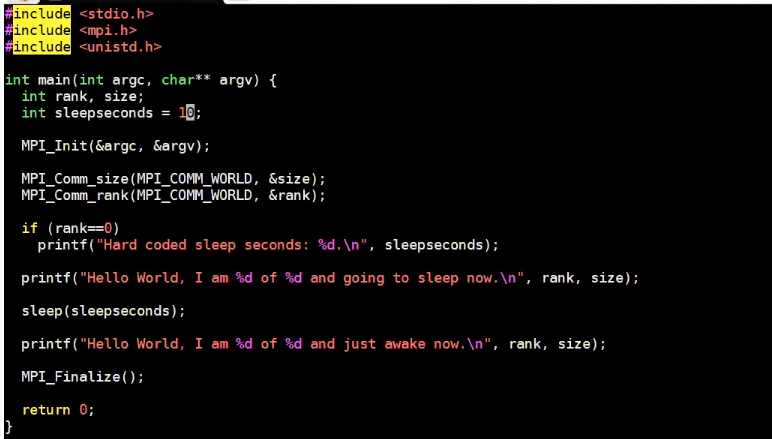 #include <stdio.h>
#include <mpi.h>
#include <unistd.h>
int main(int argc, char** argv) {
  int rank, size;
  int sleepseconds = 10;
  MPI_Init(&argc, &argv);
  MPI_Comm_size(MPI_COMM_WORLD, &size);
  MPI_Comm_rank(MPI_COMM_WORLD, &rank);
  if (rank==0)
    printf("Hard coded sleep seconds: %d.\n", sleepseconds);
  printf("Hello World, I am %d of %d and going to sleep now.\n", rank, size);
  sleep(sleepseconds);
  printf("Hello World, I am %d of %d and just awake now.\n", rank, size);
  MPI_Finalize();
  return 0;
}